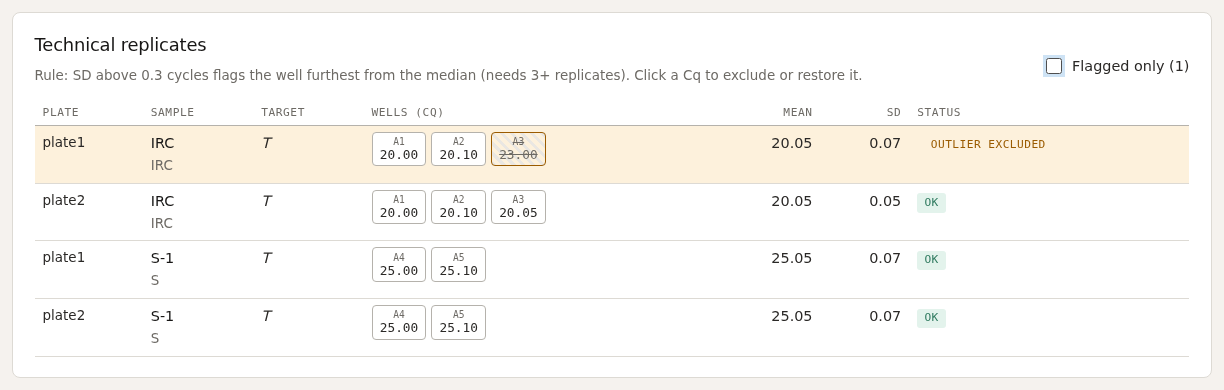 Technical replicates
Rule: SD above 0.3 cycles flags the well furthest from the median (needs 3+ replicates). Click a Cq to exclude or restore it.
Flagged only (1)
PLATE SAMPLE TARGET WELLS (CQ) MEAN SD STATUS
plate1 IRC T A1 A2 A3 20.05 0.07 OUTLIER EXCLUDED
IRC 20.00 20.10 23.00
plate2 IRC T A1 A2 A3 20.05 0.05 OK
IRC 20.00 20.10 20.05
plate1 S-1 T A4 A5 25.05 0.07 OK
S 25.00 25.10
plate2 S-1 T A4 A5 25.05 0.07 OK
S 25.00 25.10